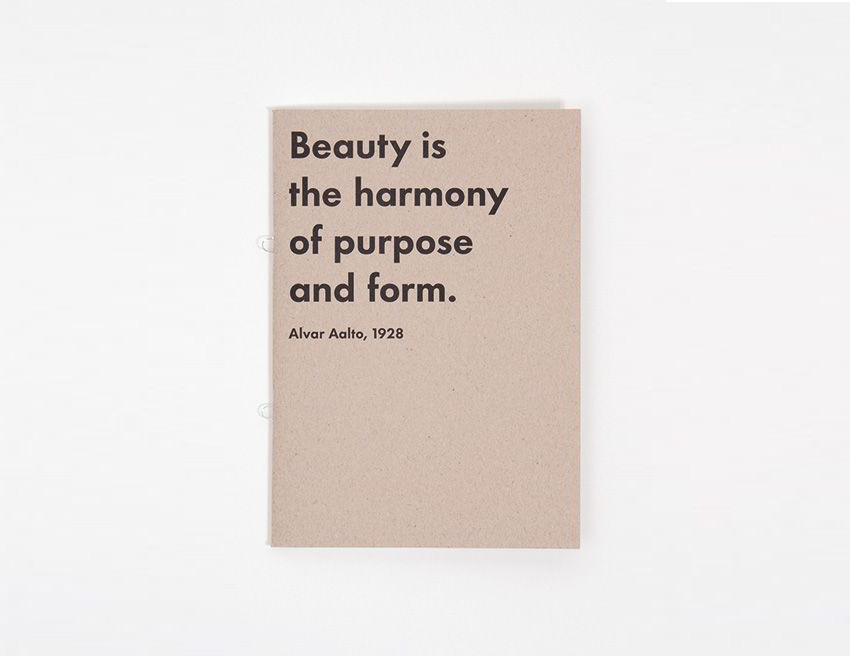 Beauty is
the harmony
of purpose
and form.
Alvar Aalto, 1928